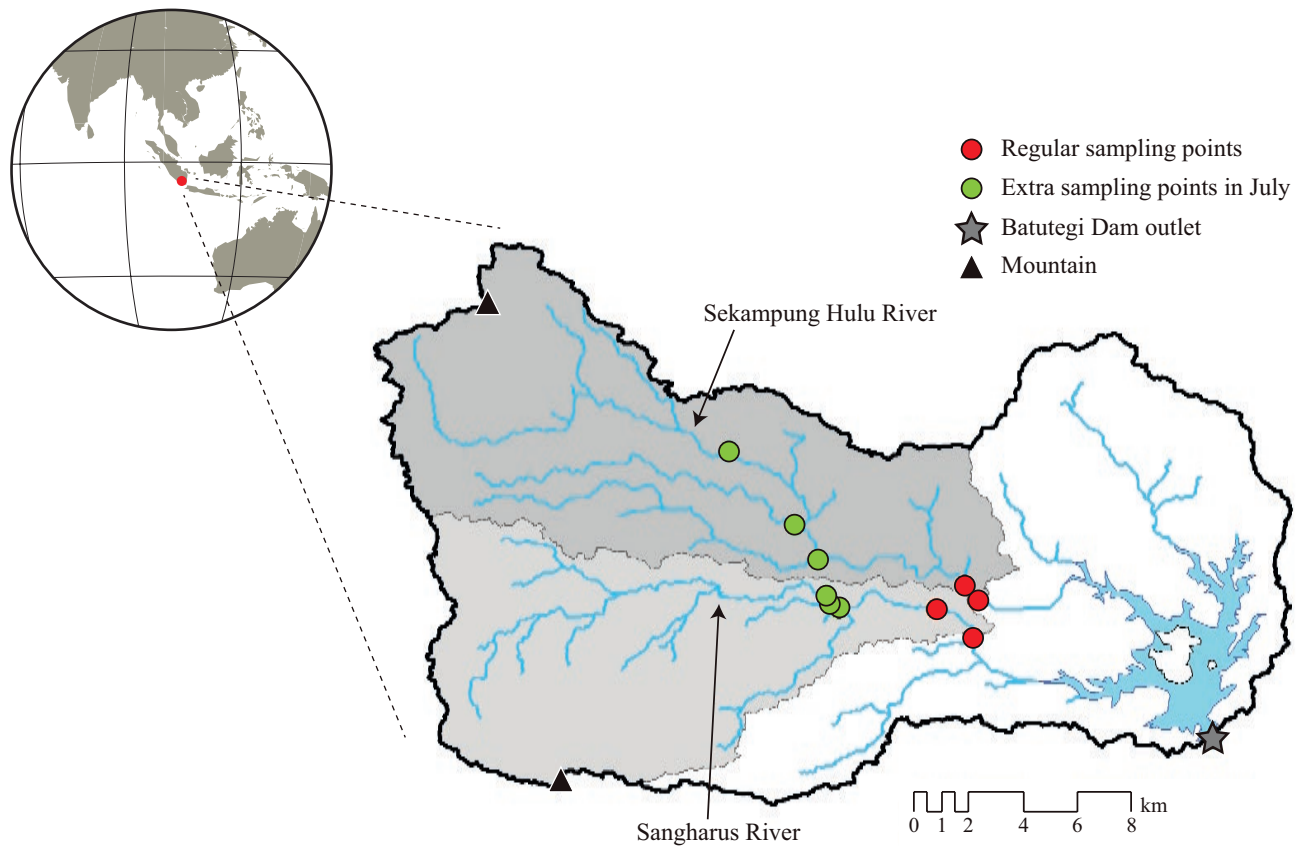 Regular sampling points
Extra sampling points in July
Batutegi Dam outlet
Mountain
Sekampung Hulu River
Sangharus River
km
0 1 2 4 6 8